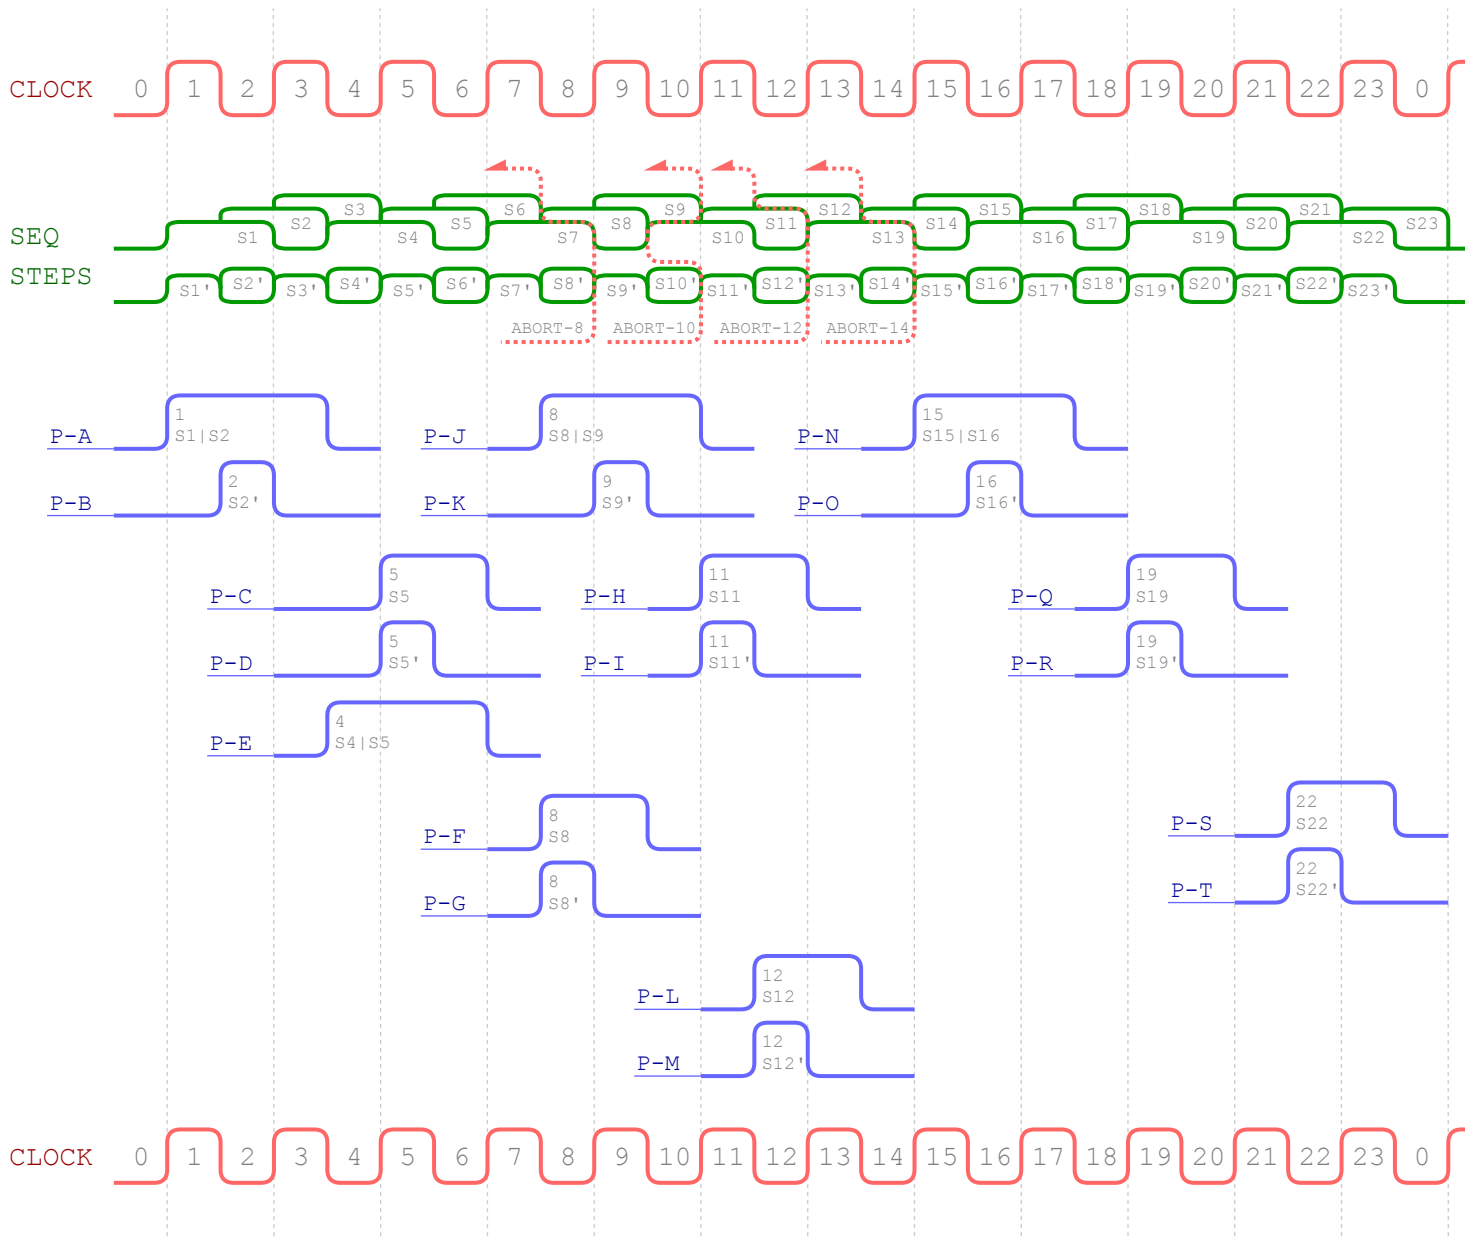 CLOCK 0 1 2 3 4 5 6 7 8 9 10 11 12 13 14 15 16 17 18 19 20 21 22 23 0
S3 S6 S9 S12 S15 S18 S21
S2 S5 S8 S11 S14 S17 S20 S23
SEQ S1 S4 S7 S10 S13 S16 S19 S22
STEPS S1' S2' S3' S4' S5' S6' S7' S8' S9' S10' S11' S12' S13' S14' S15' S16' S17' S18' S19' S20' S21' S22' S23'
ABORT-8 ABORT-10 ABORT-12 ABORT-14
1 8 15
P-A S1|S2 P-J S8|S9 P-N S15|S16
2 9 16
P-B S2' P-K S9' P-O S16'
5 11 19
P-C S5 P-H S11 P-Q S19
5 11 19
P-D S5' P-I S11' P-R S19'
4
P-E S4|S5
8 22
P-F S8 P-S S22
8 22
P-G S8' P-T S22'
12
P-L S12
12
P-M S12'
CLOCK 0 1 2 3 4 5 6 7 8 9 10 11 12 13 14 15 16 17 18 19 20 21 22 23 0